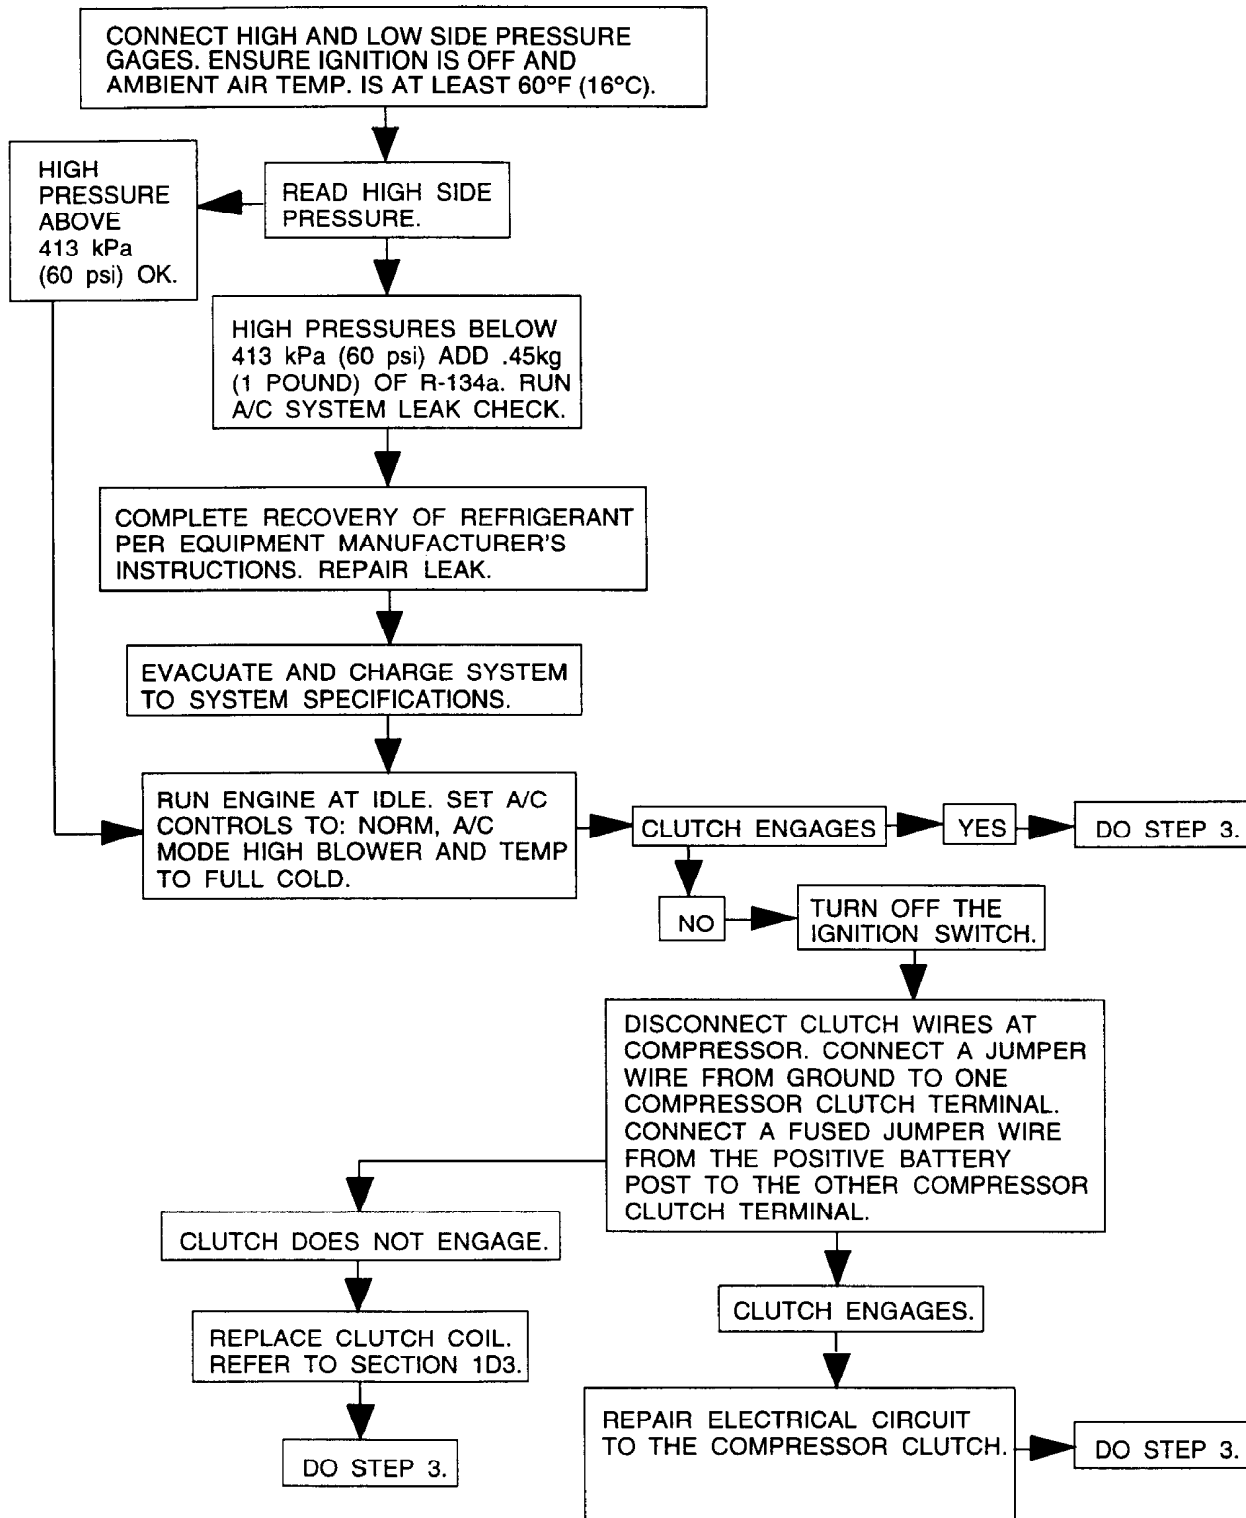 CONNECT HIGH AND LOW SIDE PRESSURE
GAGES. ENSURE IGNITION IS OFF AND
AMBIENT AIR TEMP. IS AT LEAST 60°F (16°C).
HIGH
PRESSURE
ABOVE
413 kPa
(60 psi) OK.
READ HIGH SIDE
PRESSURE.
HIGH PRESSURES BELOW
413 kPa (60 psi) ADD .45kg
(1 POUND) OF R-134a. RUN
A/C SYSTEM LEAK CHECK.
COMPLETE RECOVERY OF REFRIGERANT
PER EQUIPMENT MANUFACTURER'S
INSTRUCTIONS. REPAIR LEAK.
EVACUATE AND CHARGE SYSTEM
TO SYSTEM SPECIFICATIONS.
RUN ENGINE AT IDLE. SET A/C
CONTROLS TO: NORM, A/C
MODE HIGH BLOWER AND TEMP
TO FULL COLD.
CLUTCH ENGAGES
YES
DO STEP 3.
NO
TURN OFF THE
IGNITION SWITCH.
DISCONNECT CLUTCH WIRES AT
COMPRESSOR. CONNECT A JUMPER
WIRE FROM GROUND TO ONE
COMPRESSOR CLUTCH TERMINAL.
CONNECT A FUSED JUMPER WIRE
FROM THE POSITIVE BATTERY
POST TO THE OTHER COMPRESSOR
CLUTCH TERMINAL.
CLUTCH DOES NOT ENGAGE.
REPLACE CLUTCH COIL.
REFER TO SECTION 1D3.
DO STEP 3.
CLUTCH ENGAGES.
REPAIR ELECTRICAL CIRCUIT
TO THE COMPRESSOR CLUTCH.
DO STEP 3.